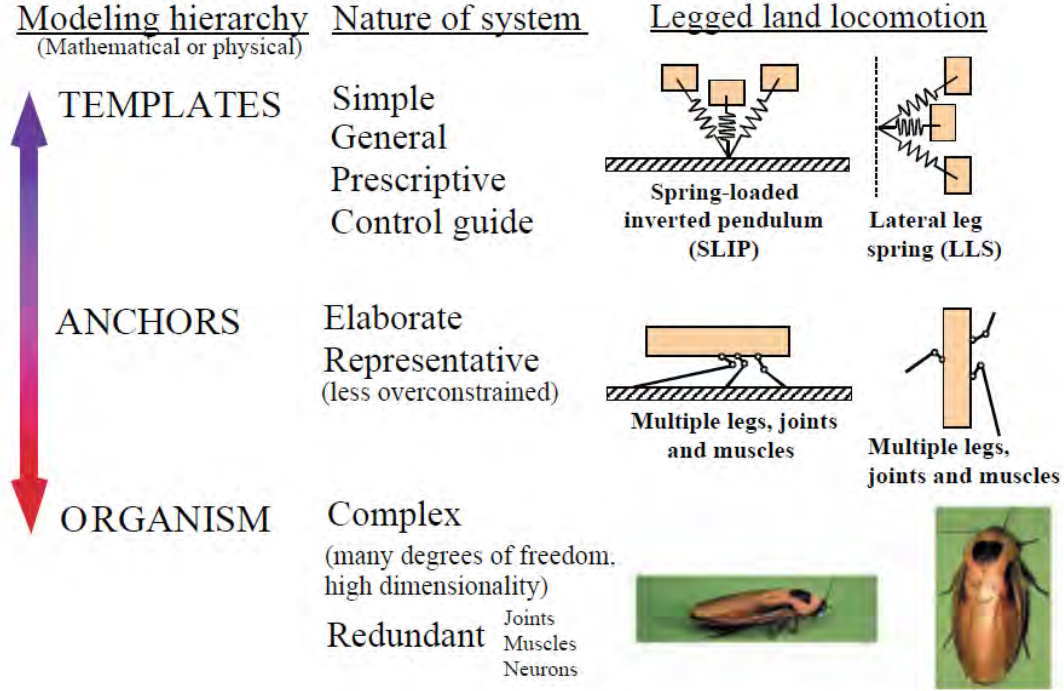 Modeling hierarchy
(Mathematical or physical)
Nature of system
Legged land locomotion
TEMPLATES
Simple
General
Prescriptive
Control guide
Spring-loaded
inverted pendulum
(SLIP)
Lateral leg
spring (LLS)
ANCHORS
Elaborate
Representative
(less overconstrained)
Multiple legs, joints
and muscles
Multiple legs,
joints and muscles
ORGANISM
Complex
(many degrees of freedom,
high dimensionality)
Redundant
Joints
Muscles
Neurons